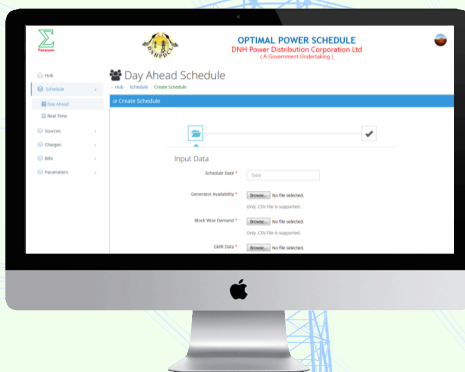 OPTIMAL POWER SCHEDULE
DNH Power Distribution Corporation Ltd
( A Government Undertaking )
Hub
Schedule
Day Ahead
Real Time
Sources
Charges
Bills
Parameters
Day Ahead Schedule
Hub Schedule Create Schedule
Create Schedule
Input Data
Schedule Date *
Date
Generator Availability *
Browse... No file selected.
Only .CSV File is supported.
Block Wise Demand *
Browse... No file selected.
Only .CSV File is supported.
GMR Data *
Browse... No file selected.